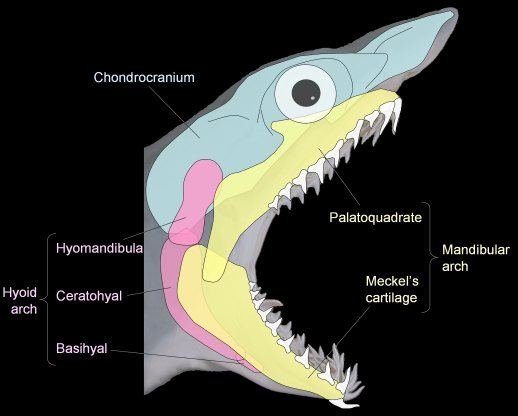 Chondrocranium
Palatoquadrate
Hyomandibula
Mandibular
arch
Hyoid
arch
Ceratohyal
Meckel's
cartilage
Basihyal